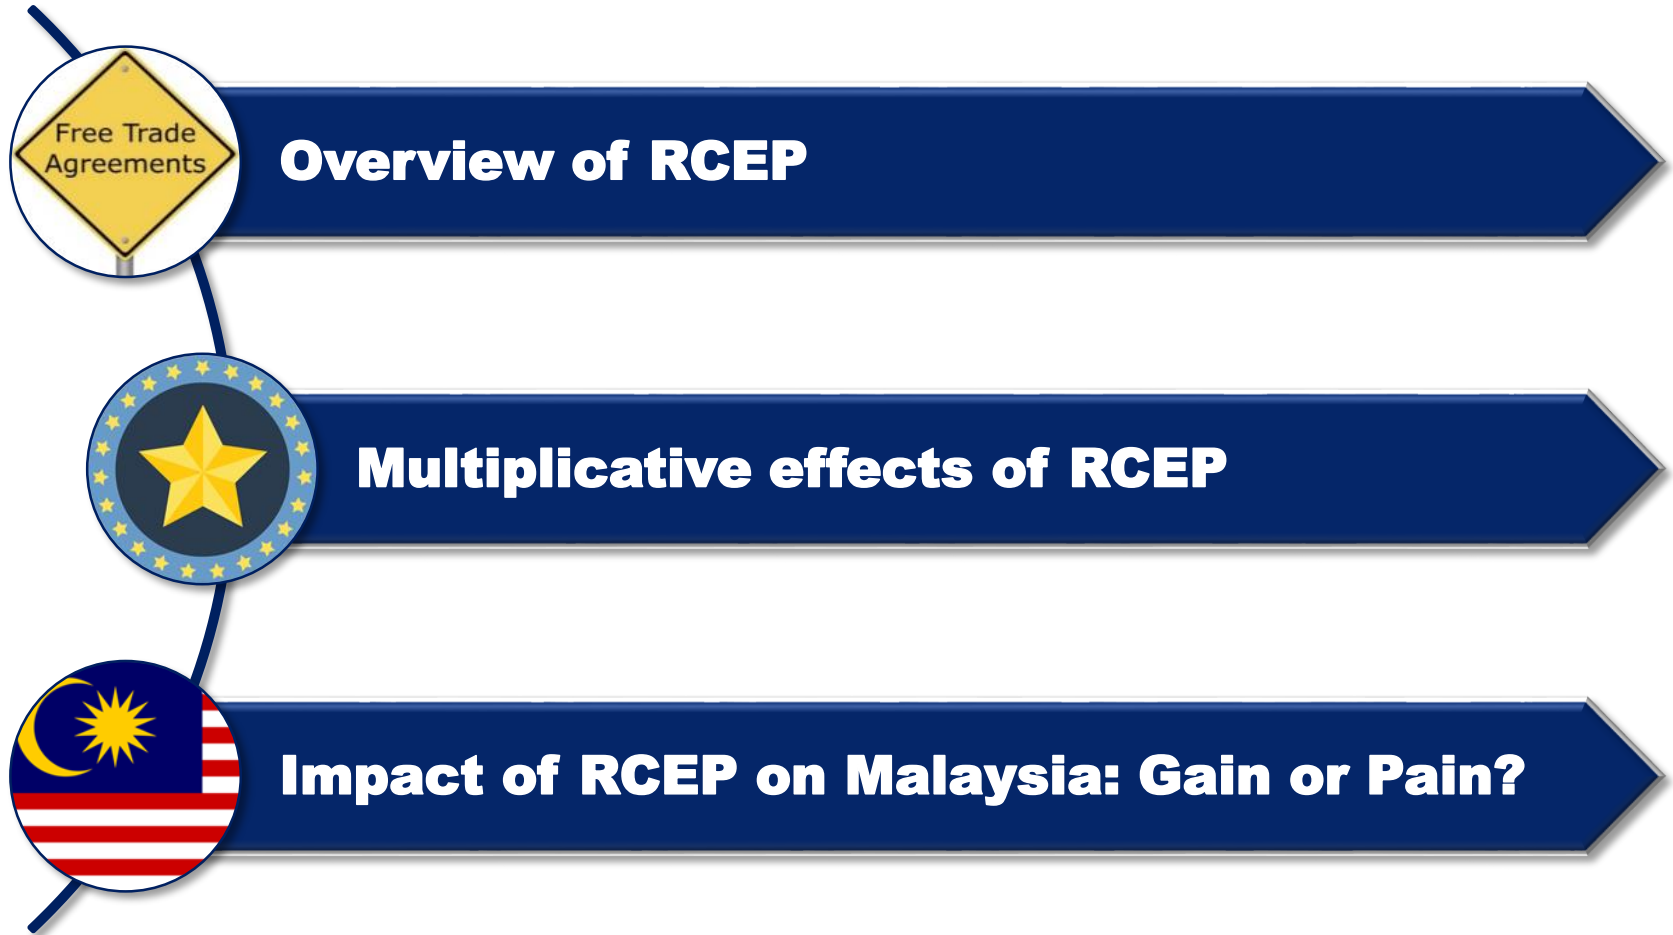 Free Trade
Agreements
Overview of RCEP
Multiplicative effects of RCEP
Impact of RCEP on Malaysia: Gain or Pain?